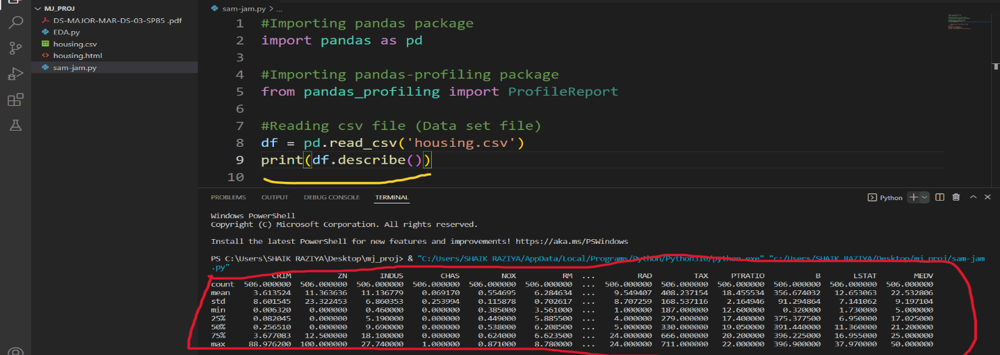 MJ_PROJ
DS-MAJOR-MAR-DS-03-SPB5 .pdf
EDA.py
housing.csv
housing.html
sam-jam.py
sam-jam.py > ...
1 #Importing pandas package
2 import pandas as pd
3
4 #Importing pandas-profiling package
5 from pandas_profiling import ProfileReport
6
7 #Reading csv file (Data set file)
8 df = pd.read_csv('housing.csv')
9 print(df.describe())
10
PROBLEMS OUTPUT DEBUG CONSOLE TERMINAL Python
Windows PowerShell
Copyright (C) Microsoft Corporation. All rights reserved.
Install the latest PowerShell for new features and improvements! https://aka.ms/PSWindows
PS C:\Users\SHAIK RAZIYA\Desktop\mj_proj> & "C:/Users/SHAIK RAZIYA/AppData/Local/Programs/Python/Python310/python.exe" "c:/Users/SHAIK RAZIYA/Desktop/mj_proj/sam-jam
.py"
CRIM ZN INDUS CHAS NOX RM ... RAD TAX PTRATIO B LSTAT MEDV
count 506.000000 506.000000 506.000000 506.000000 506.000000 506.000000 ... 506.000000 506.000000 506.000000 506.000000 506.000000 506.000000
mean 3.613524 11.363636 11.136779 0.069170 0.554695 6.284634 ... 9.549407 408.237154 18.455534 356.674032 12.653063 22.532806
std 8.601545 23.322453 6.860353 0.253994 0.115878 0.702617 ... 8.707259 168.537116 2.164946 91.294864 7.141062 9.197104
min 0.006320 0.000000 0.460000 0.000000 0.385000 3.561000 ... 1.000000 187.000000 12.600000 0.320000 1.730000 5.000000
25% 0.082045 0.000000 5.190000 0.000000 0.449000 5.885500 ... 4.000000 279.000000 17.400000 375.377500 6.950000 17.025000
50% 0.256510 0.000000 9.690000 0.000000 0.538000 6.208500 ... 5.000000 330.000000 19.050000 391.440000 11.360000 21.200000
75% 3.677083 12.500000 18.100000 0.000000 0.624000 6.623500 ... 24.000000 666.000000 20.200000 396.225000 16.955000 25.000000
max 88.976200 100.000000 27.740000 1.000000 0.871000 8.780000 ... 24.000000 711.000000 22.000000 396.900000 37.970000 50.000000